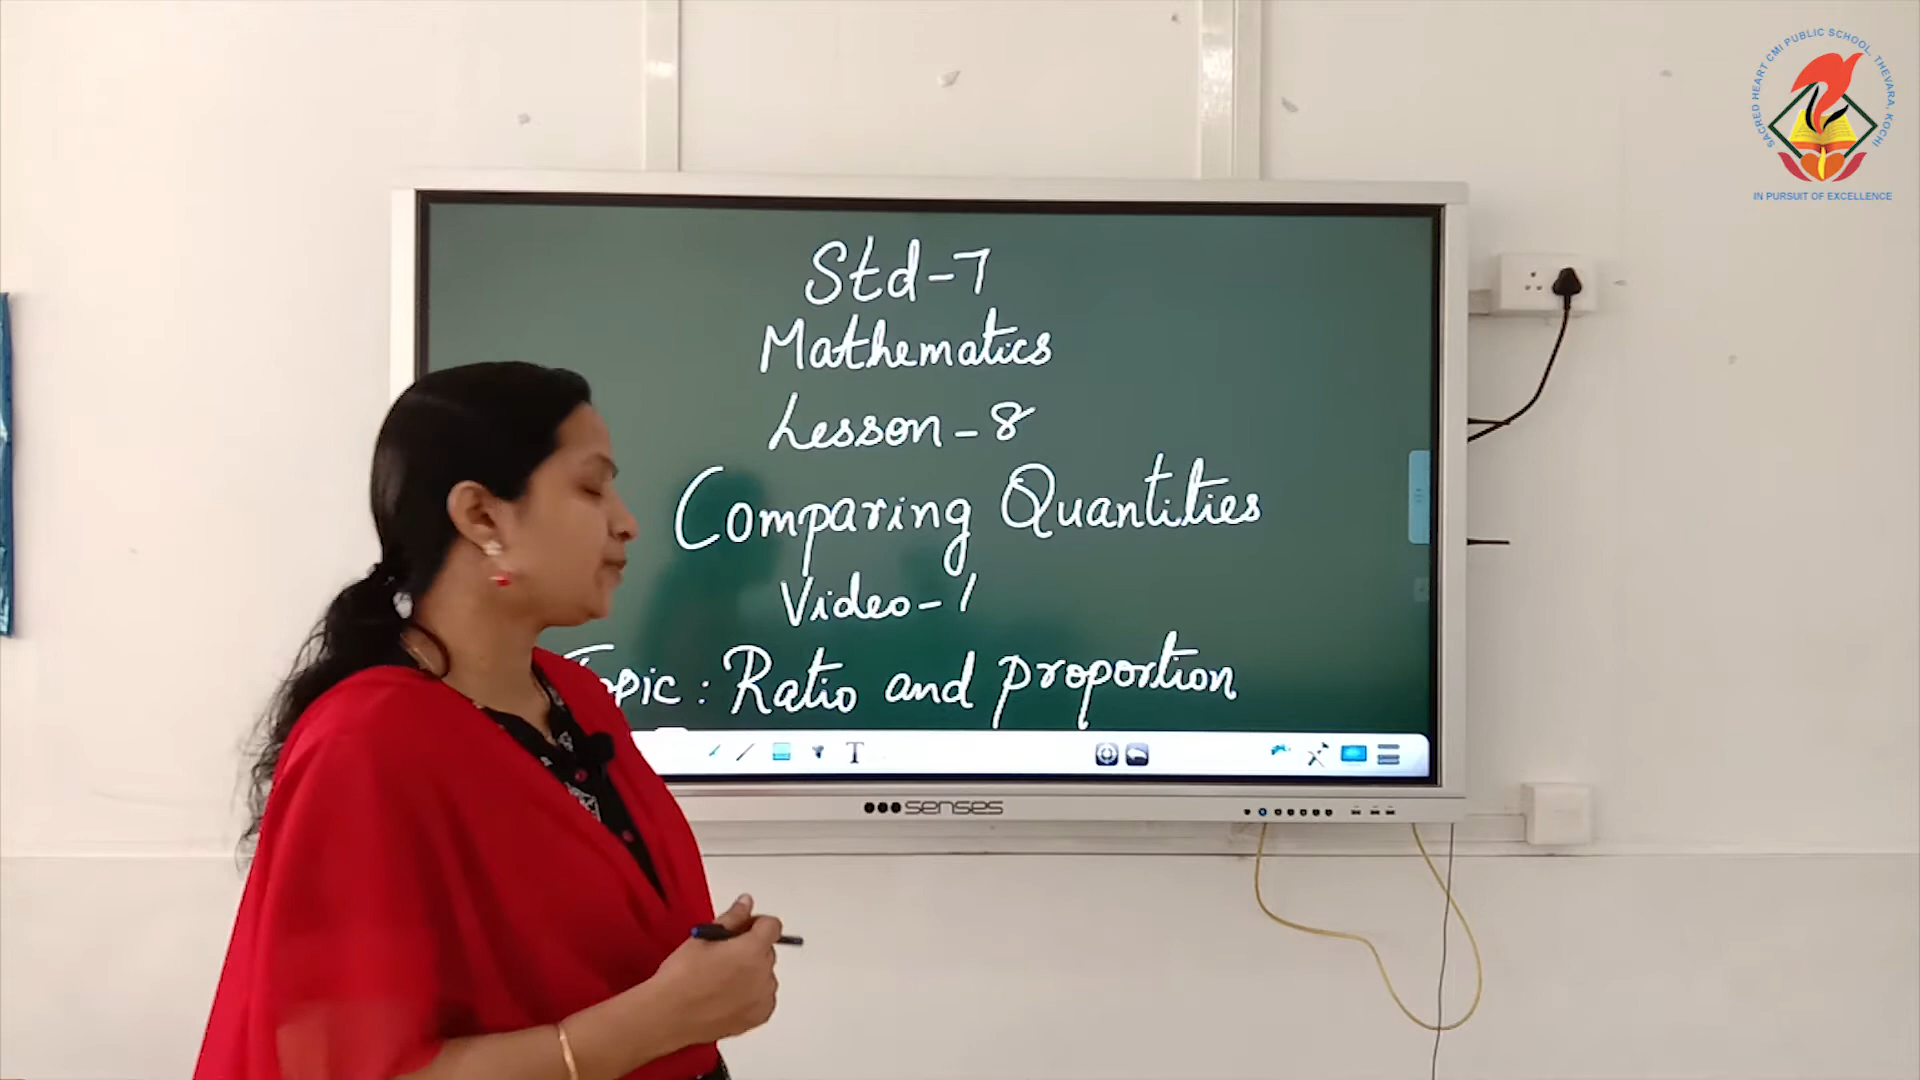 SACRED HEART CMI PUBLIC SCHOOL, THEVARA, KOCHI
IN PURSUIT OF EXCELLENCE
Std-7
Mathematics
Lesson-8
Comparing Quantities
Video-1
Topic: Ratio and proportion
T
senses